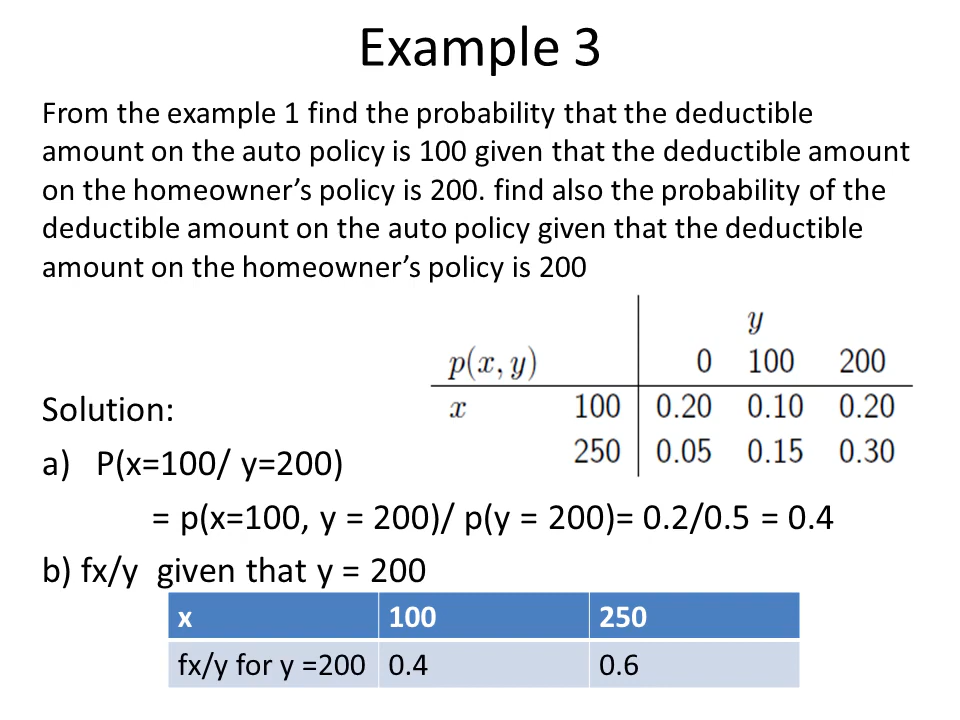 Example 3
From the example 1 find the probability that the deductible
amount on the auto policy is 100 given that the deductible amount
on the homeowner’s policy is 200. find also the probability of the
deductible amount on the auto policy given that the deductible
amount on the homeowner’s policy is 200
y
p(x, y) 0 100 200
x 100 0.20 0.10 0.20
250 0.05 0.15 0.30
Solution:
a) P(x=100/ y=200)
= p(x=100, y = 200)/ p(y = 200)= 0.2/0.5 = 0.4
b) fx/y given that y = 200
x 100 250
fx/y for y =200 0.4 0.6